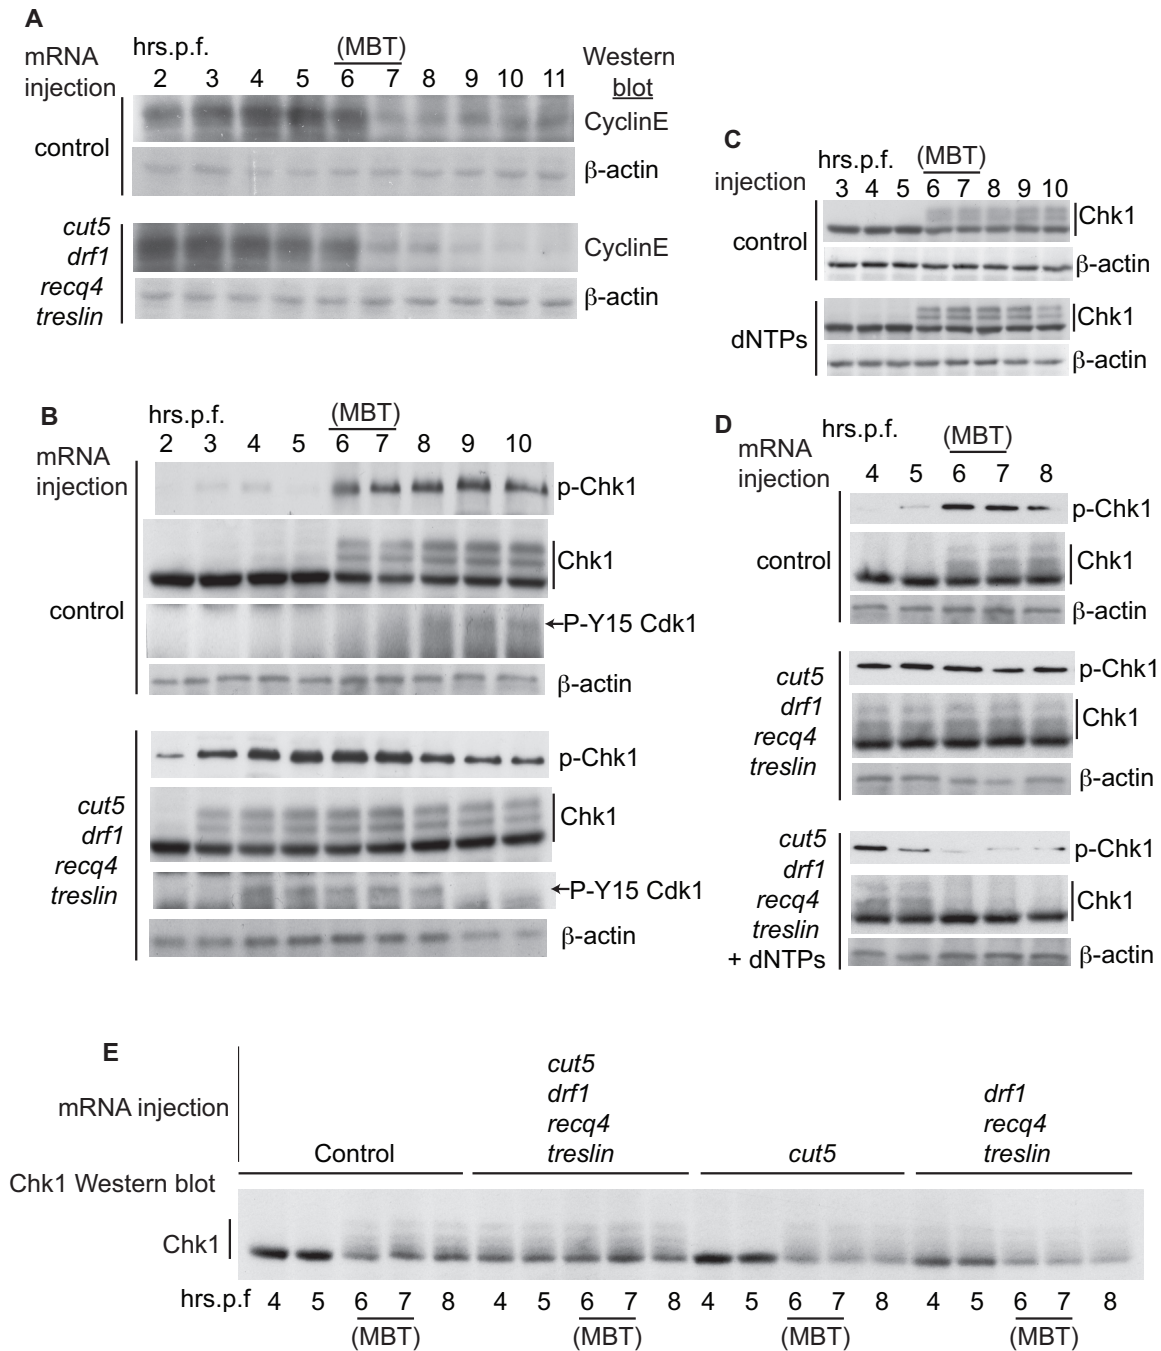 A
mRNA injection
hrs.p.f.
(MBT)
2 3 4 5 6 7 8 9 10 11
Western blot
control
CyclinE
β-actin
cut5
drf1
recq4
treslin
CyclinE
β-actin
B
hrs.p.f.
(MBT)
2 3 4 5 6 7 8 9 10
mRNA
injection
control
p-Chk1
Chk1
P-Y15 Cdk1
β-actin
cut5
drf1
recq4
treslin
p-Chk1
Chk1
P-Y15 Cdk1
β-actin
C
hrs.p.f.
(MBT)
injection
3 4 5 6 7 8 9 10
control
Chk1
β-actin
dNTPs
Chk1
β-actin
D
hrs.p.f.
(MBT)
mRNA
injection
4 5 6 7 8
control
p-Chk1
Chk1
β-actin
cut5
drf1
recq4
treslin
p-Chk1
Chk1
β-actin
cut5
drf1
recq4
treslin
+ dNTPs
p-Chk1
Chk1
β-actin
E
mRNA injection
Control
cut5
drf1
recq4
treslin
cut5
drf1
recq4
treslin
Chk1 Western blot
Chk1
hrs.p.f 4 5 6 7 8 4 5 6 7 8 4 5 6 7 8 4 5 6 7 8
(MBT) (MBT) (MBT) (MBT)